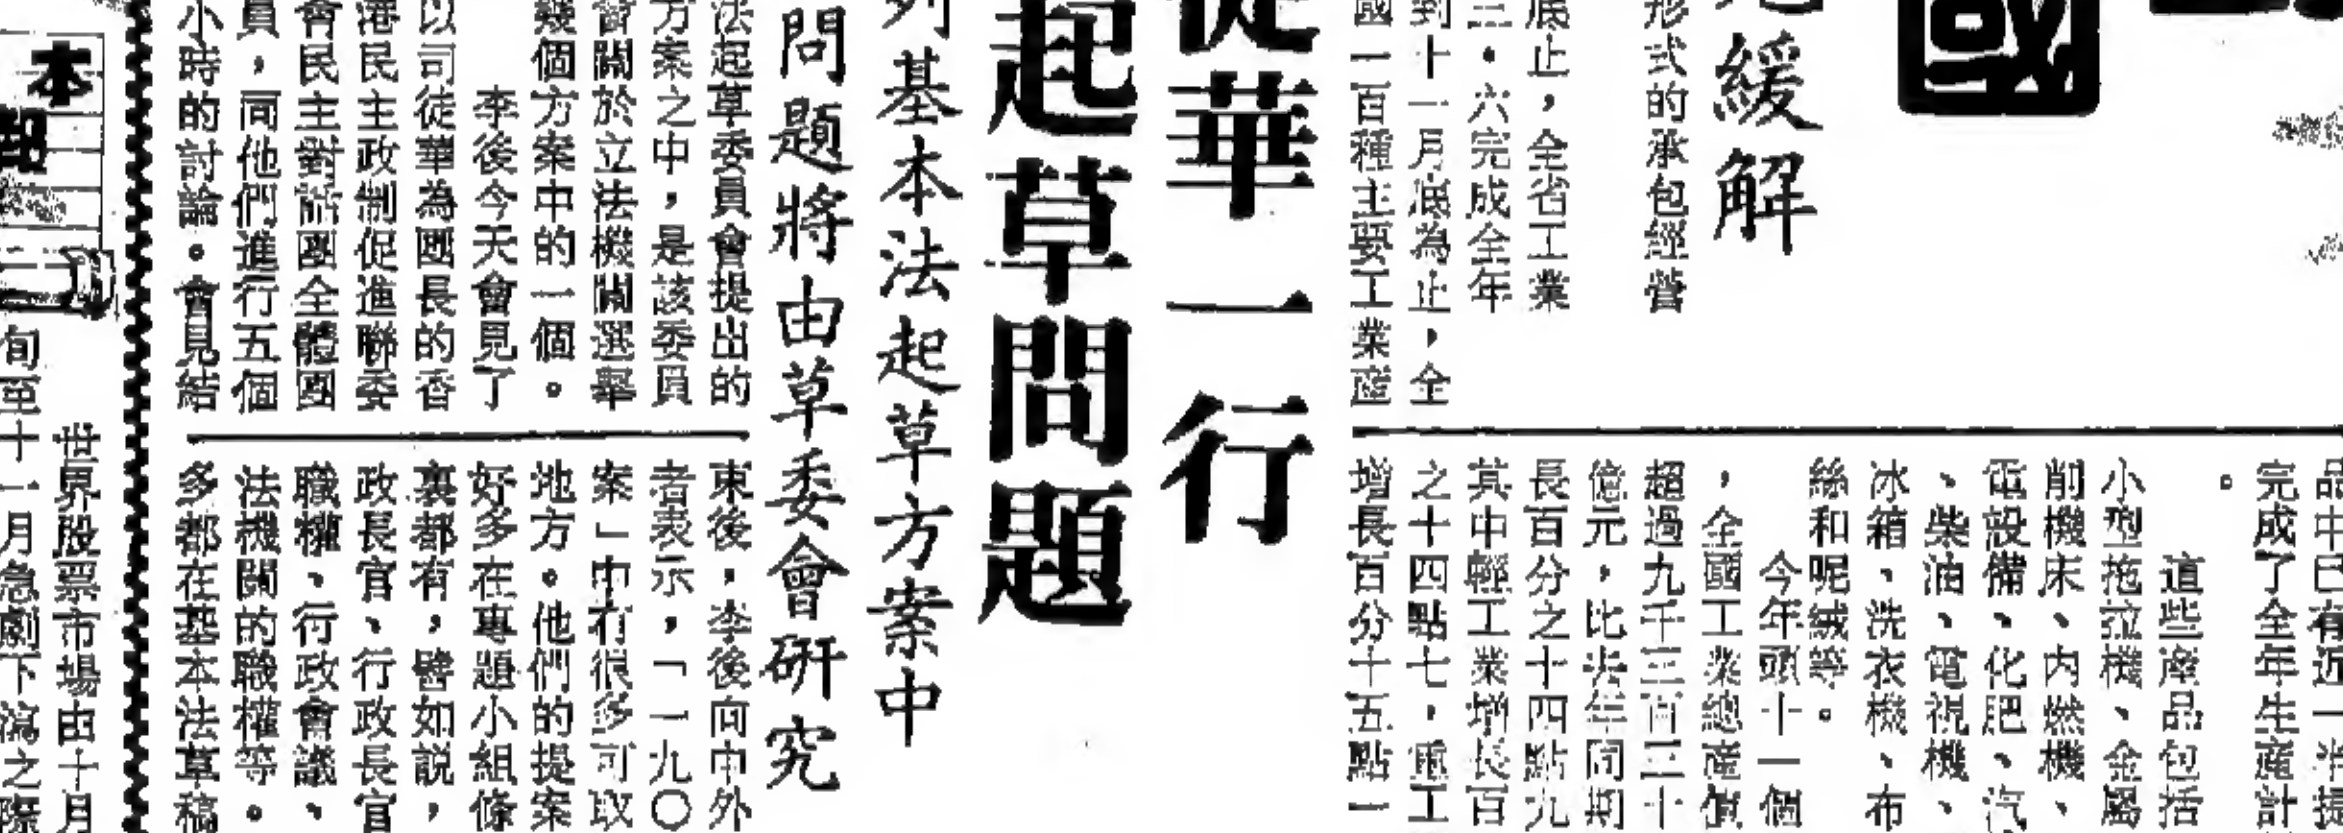 國
緩解
形式的承包經營
底止，全省工業
三．六完成全年
到十一月底為止，全
國一百種主要工業產
品中已有近一半提
完成了全年生產計
。
這些產品包括
小型拖拉機、金屬
削機床、內燃機、
電設備、化肥、汽
、柴油、電視機、
冰箱、洗衣機、布
絲和呢絨等。
今年頭十一個
，全國工業總產值
超過九千三百三十
億元，比去年同期
長百分之十四點九
其中輕工業增長百
之十四點七，重工
增長百分十五點一
從華一行
起草問題
列基本法起草方案中
問題將由草委會研究
法起草委員會提出的
方案之中，是該委員
會關於立法機關選舉
幾個方案中的一個。
李後今天會見了
以司徒華為團長的香
港民主政制促進聯委
會民主對話團全體團
員，同他們進行五個
小時的討論。會見結
東後，李後向中外
者表示，「一九〇
案」中有很多可取
地方。他們的提案
好多在專題小組條
裏都有，譬如說，
政長官、行政長官
職權、行政會議、
法機關的職權等。
多都在基本法草稿
本
世界股票市場由十月
旬至十一月急劇下瀉之際